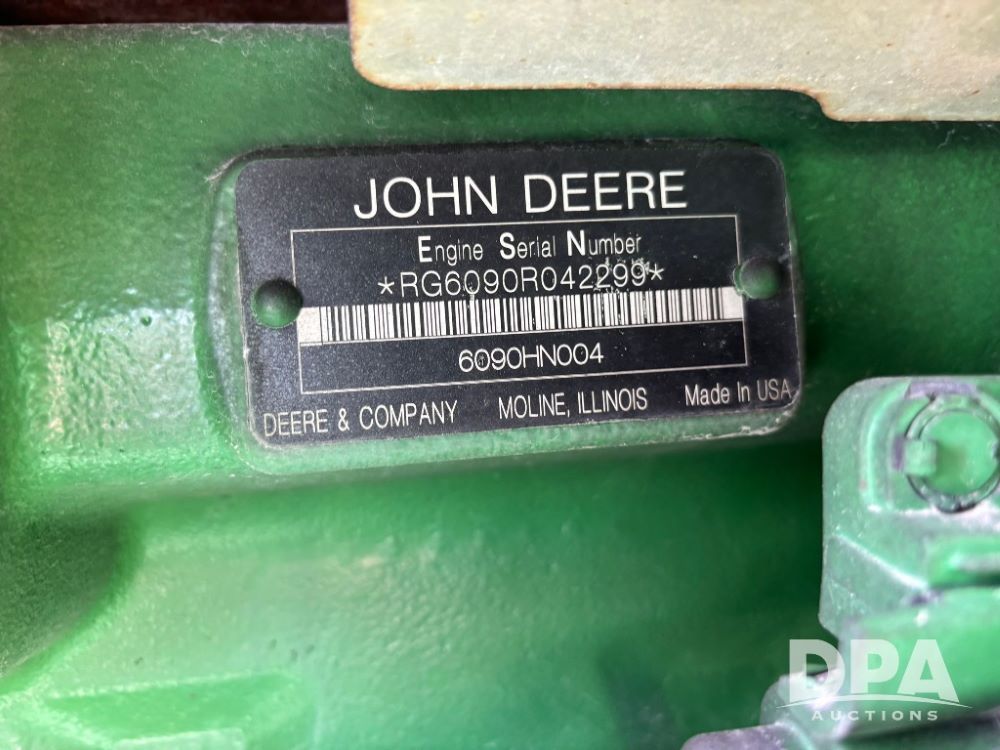 JOHN DEERE
Engine Serial Number
*RG6090R042299*
6090HN004
DEERE & COMPANY MOLINE, ILLINOIS Made In USA
DPA
AUCTIONS